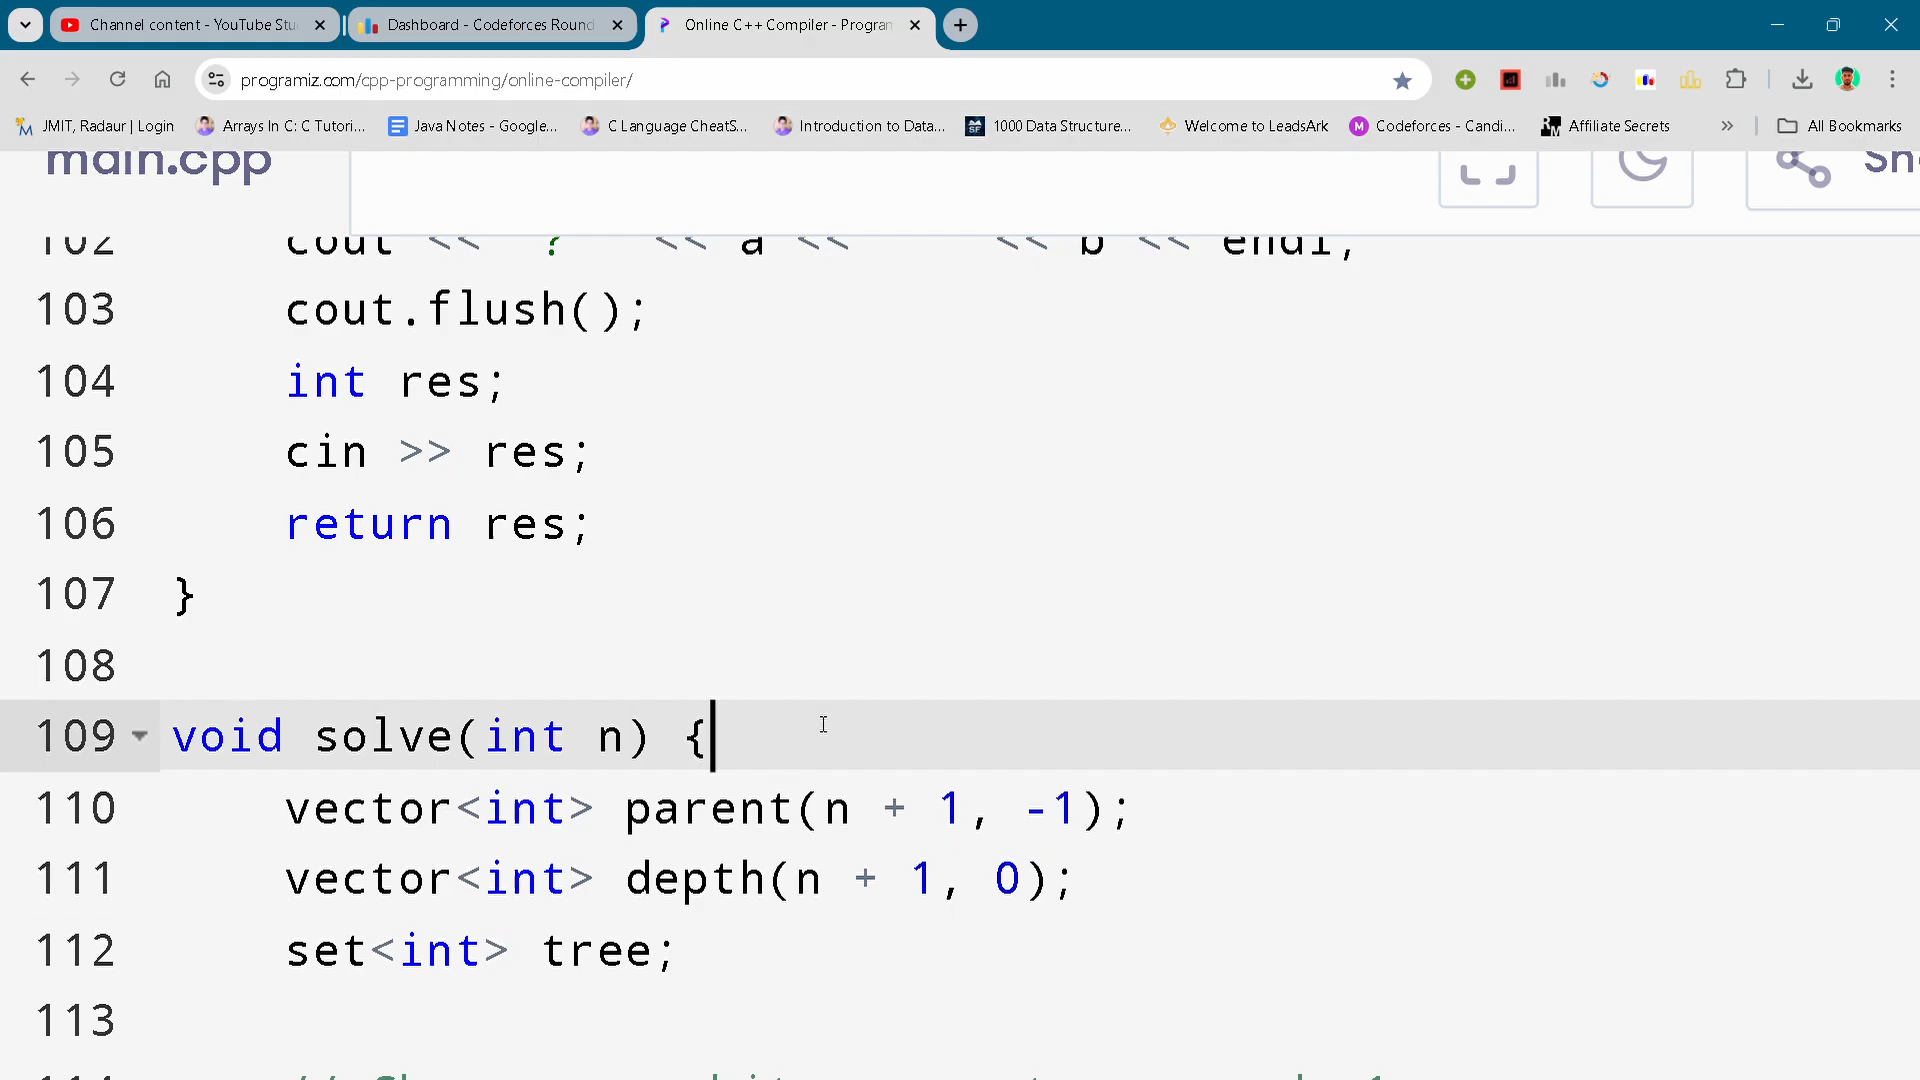 Channel content - YouTube Stu
Dashboard - Codeforces Round
Online C++ Compiler - Program
programiz.com/cpp-programming/online-compiler/
JMIT, Radaur | Login
Arrays In C: C Tutori...
Java Notes - Google...
C Language CheatS...
Introduction to Data...
1000 Data Structure...
Welcome to LeadsArk
Codeforces - Candi...
Affiliate Secrets
All Bookmarks
main.cpp
102 cout << ? << a << << b << endl;
103 cout.flush();
104 int res;
105 cin >> res;
106 return res;
107 }
108
109 void solve(int n) {
110 vector<int> parent(n + 1, -1);
111 vector<int> depth(n + 1, 0);
112 set<int> tree;
113